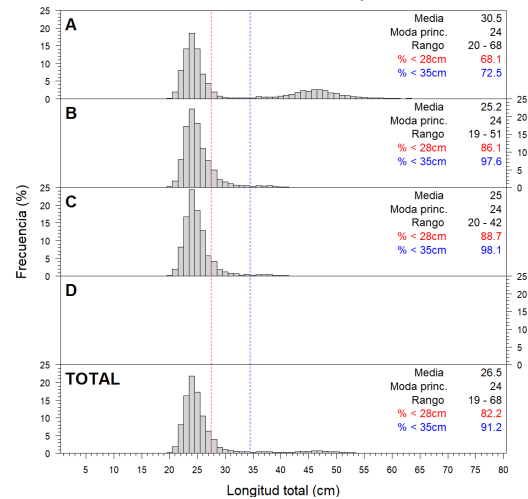 A
Media 30.5
Moda princ. 24
Rango 20 - 68
% < 28cm 68.1
% < 35cm 72.5
25
20
15
10
5
0
B
Media 25.2
Moda princ. 24
Rango 19 - 51
% < 28cm 86.1
% < 35cm 97.6
25
20
15
10
5
0
C
Media 25
Moda princ. 24
Rango 20 - 42
% < 28cm 88.7
% < 35cm 98.1
25
20
15
10
5
0
D
25
20
15
10
5
0
TOTAL
Media 26.5
Moda princ. 24
Rango 19 - 68
% < 28cm 82.2
% < 35cm 91.2
25
20
15
10
5
0
Frecuencia (%)
5 10 15 20 25 30 35 40 45 50 55 60 65 70 75 80
Longitud total (cm)